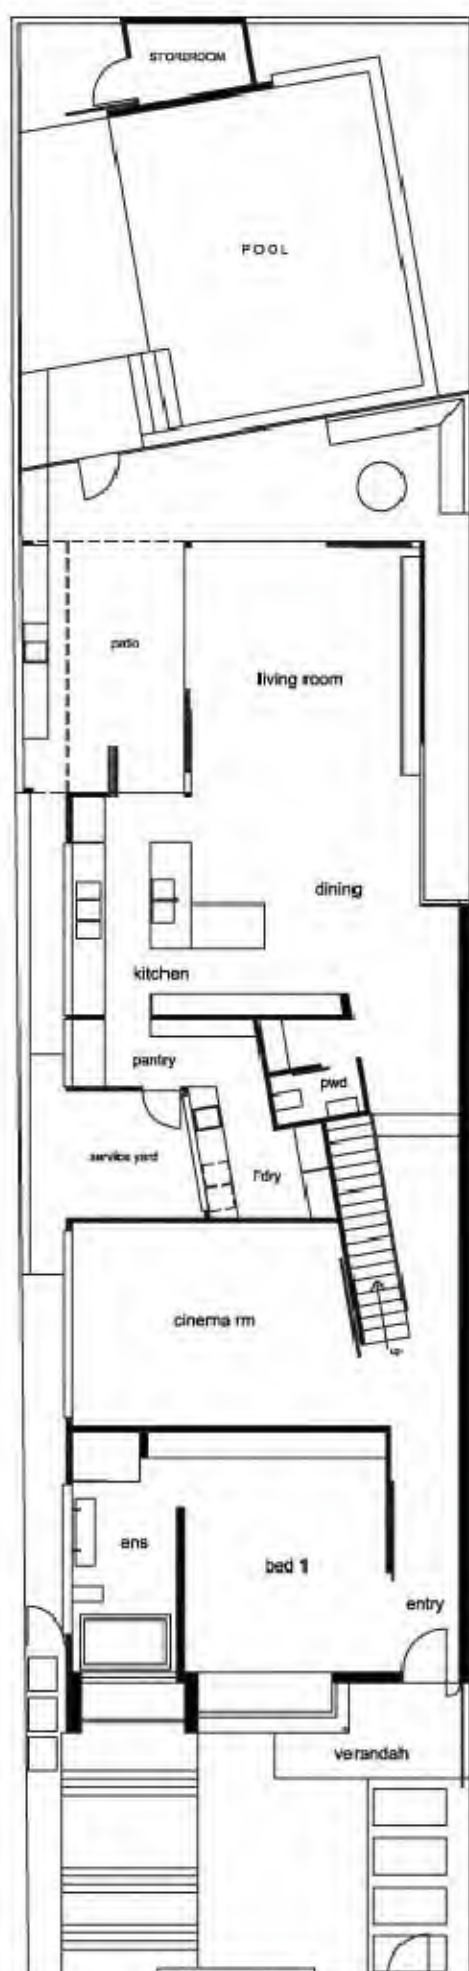 STOREROOM
POOL
patio
living room
dining
kitchen
pantry
pwd
service yard
l'dry
cinema rm
up
ens
bed 1
entry
verandah